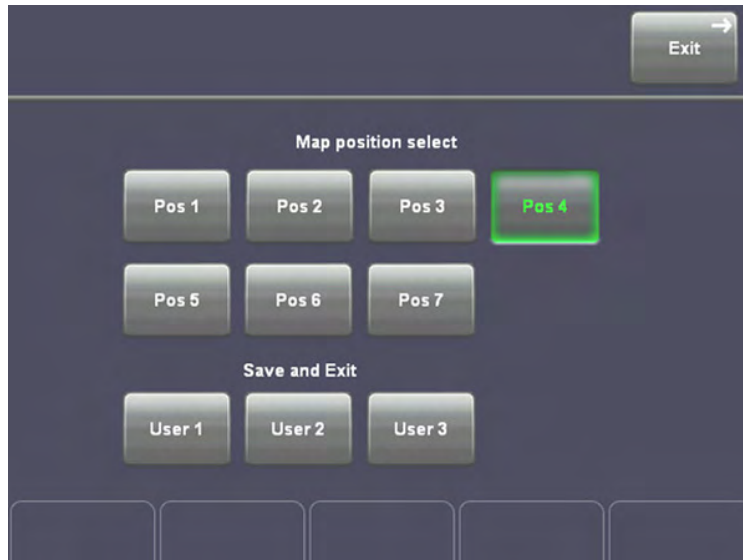 Exit
Map position select
Pos 1 Pos 2 Pos 3 Pos 4
Pos 5 Pos 6 Pos 7
Save and Exit
User 1 User 2 User 3